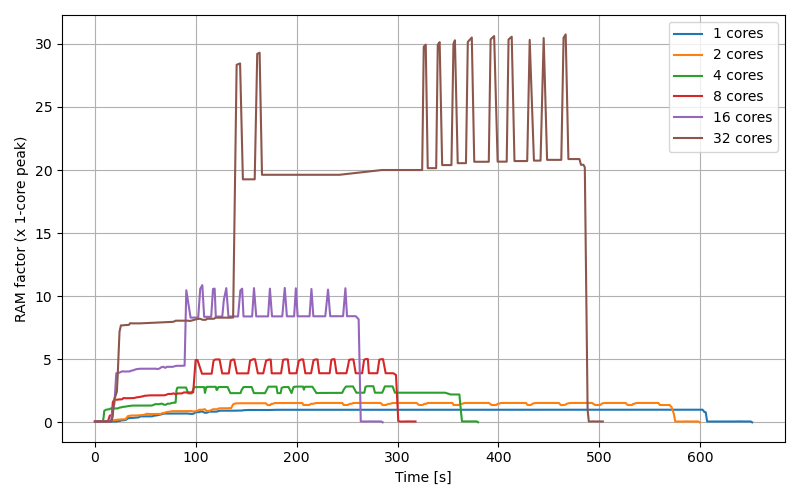 RAM factor (x 1-core peak)
30
25
20
15
10
5
0
0 100 200 300 400 500 600
Time [s]
1 cores
2 cores
4 cores
8 cores
16 cores
32 cores